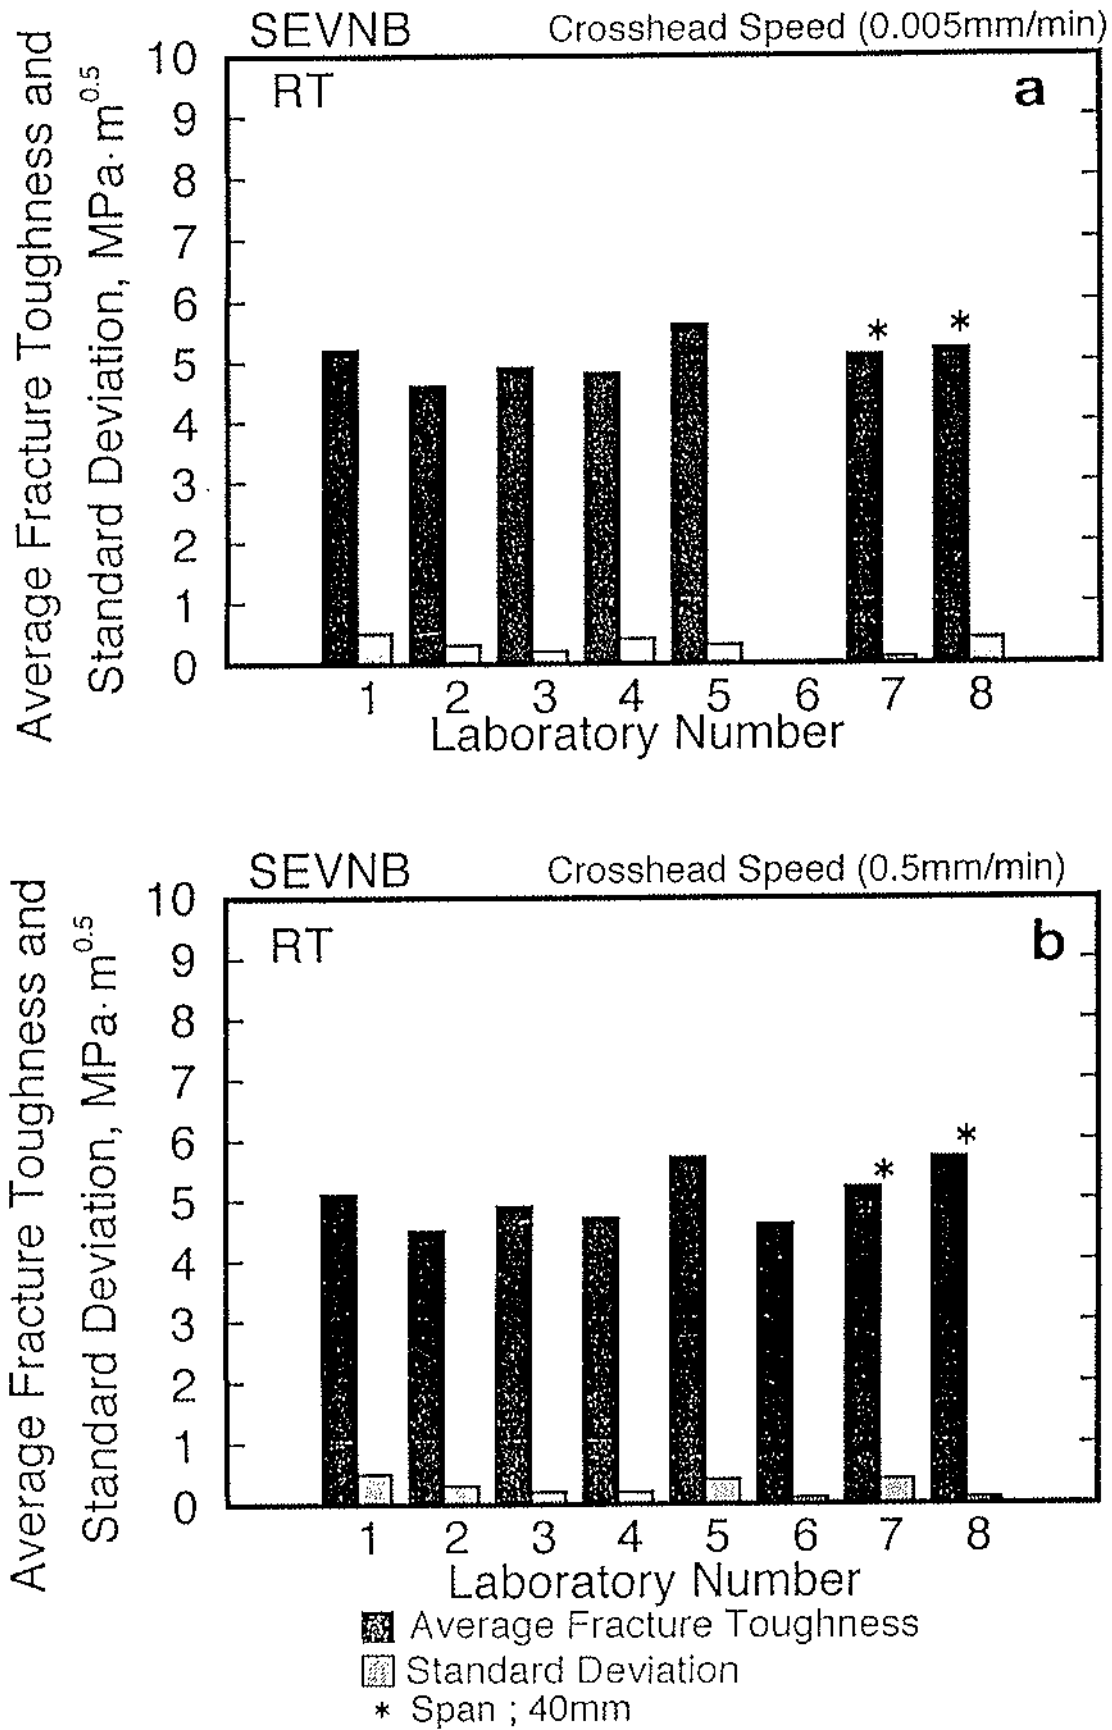 SEVNB
Crosshead Speed (0.005mm/min)
RT
a
Average Fracture Toughness and
Standard Deviation, MPa·m^0.5
10
9
8
7
6
5
4
3
2
1
0
* *
1 2 3 4 5 6 7 8
Laboratory Number
SEVNB
Crosshead Speed (0.5mm/min)
RT
b
Average Fracture Toughness and
Standard Deviation, MPa·m^0.5
10
9
8
7
6
5
4
3
2
1
0
* *
1 2 3 4 5 6 7 8
Laboratory Number
Average Fracture Toughness
Standard Deviation
* Span ; 40mm